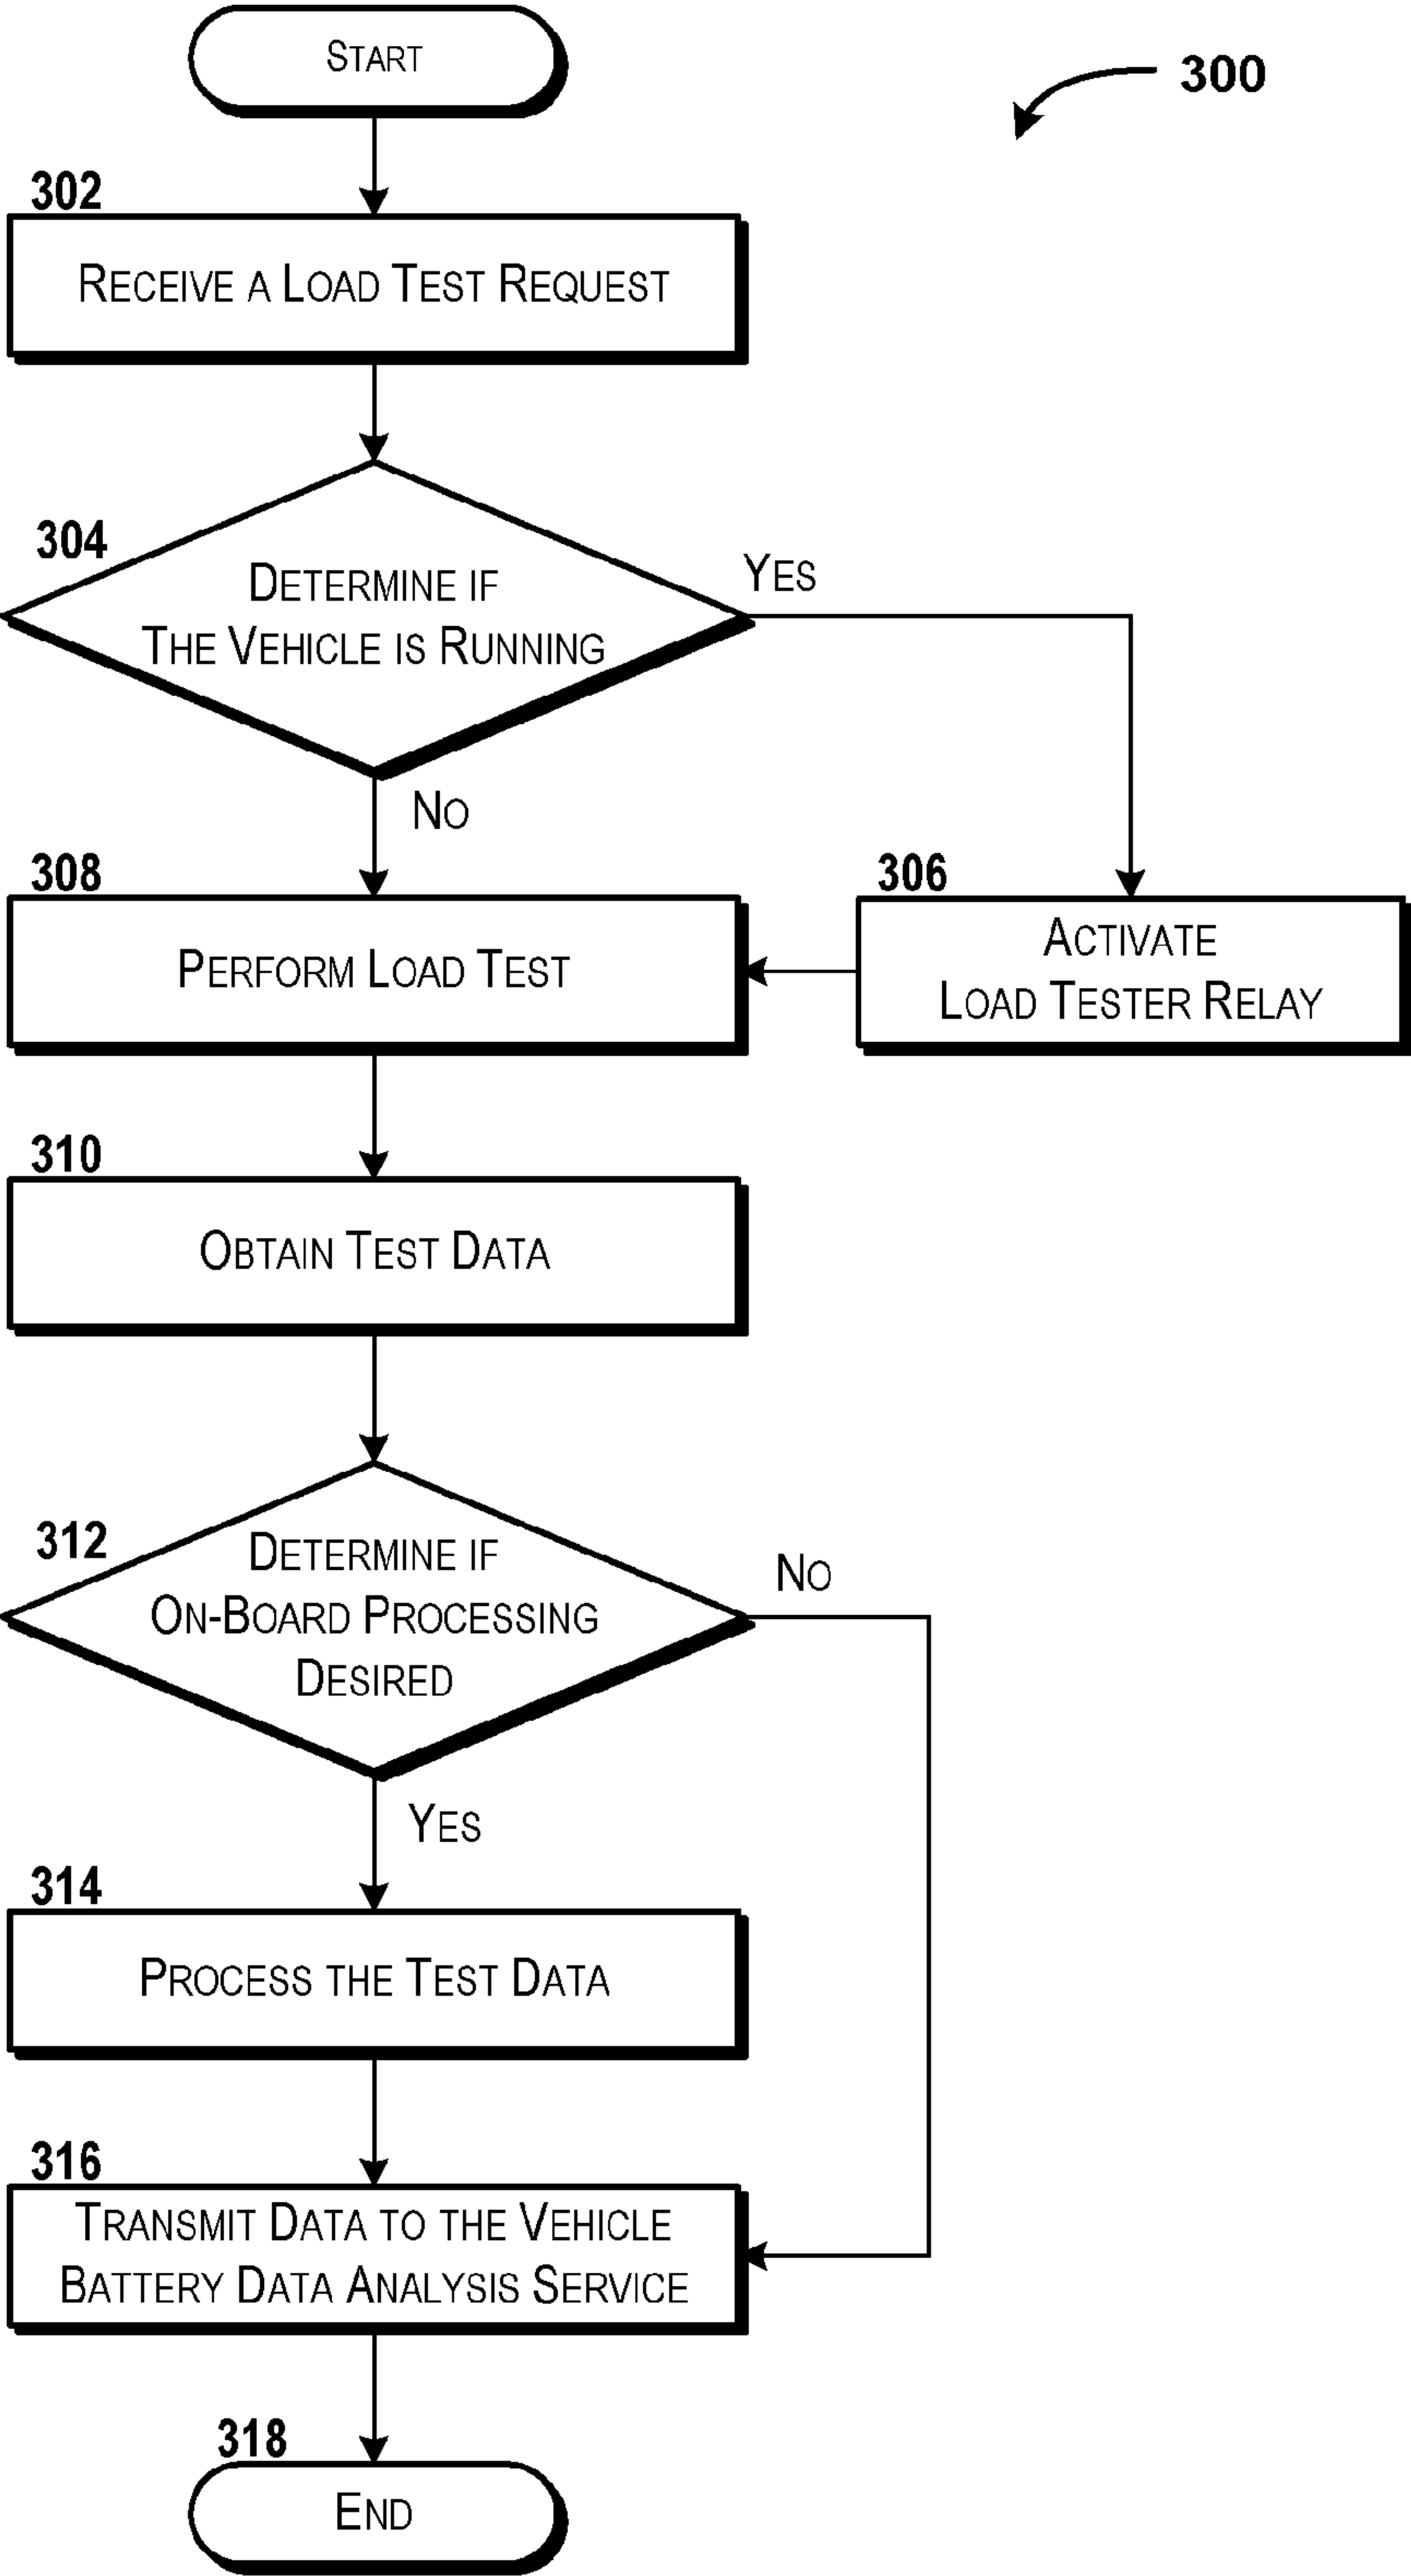 START
300
302
RECEIVE A LOAD TEST REQUEST
304
DETERMINE IF
THE VEHICLE IS RUNNING
YES
NO
308
PERFORM LOAD TEST
306
ACTIVATE
LOAD TESTER RELAY
310
OBTAIN TEST DATA
312
DETERMINE IF
ON-BOARD PROCESSING
DESIRED
NO
YES
314
PROCESS THE TEST DATA
316
TRANSMIT DATA TO THE VEHICLE
BATTERY DATA ANALYSIS SERVICE
318
END